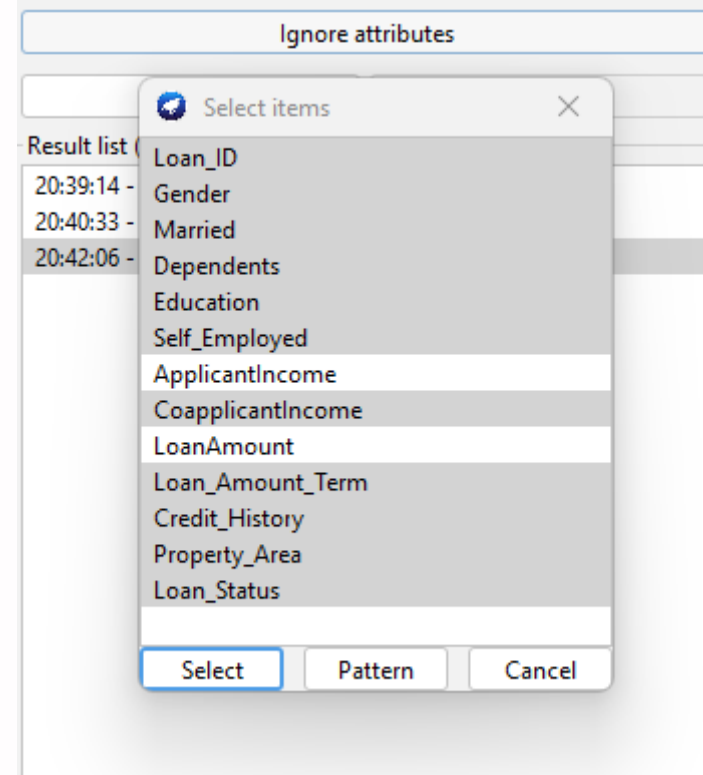 Ignore attributes
Select items
Result list (
20:39:14 -
20:40:33 -
20:42:06 -
Loan_ID
Gender
Married
Dependents
Education
Self_Employed
ApplicantIncome
CoapplicantIncome
LoanAmount
Loan_Amount_Term
Credit_History
Property_Area
Loan_Status
Select
Pattern
Cancel